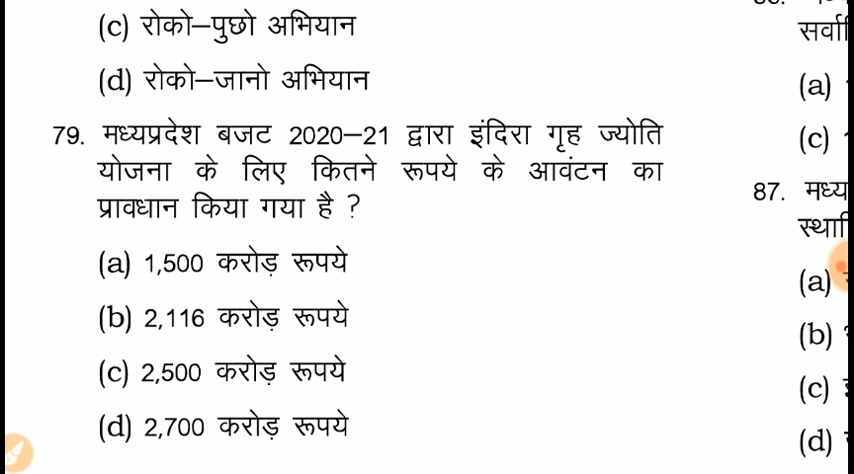 (c) रोको–पुछो अभियान
(d) रोको–जानो अभियान
79. मध्यप्रदेश बजट 2020–21 द्वारा इंदिरा गृह ज्योति
योजना के लिए कितने रूपये के आवंटन का
प्रावधान किया गया है ?
(a) 1,500 करोड़ रूपये
(b) 2,116 करोड़ रूपये
(c) 2,500 करोड़ रूपये
(d) 2,700 करोड़ रूपये
(a)
(c)
87. मध्य
(a)
(b)
(c)
(d)